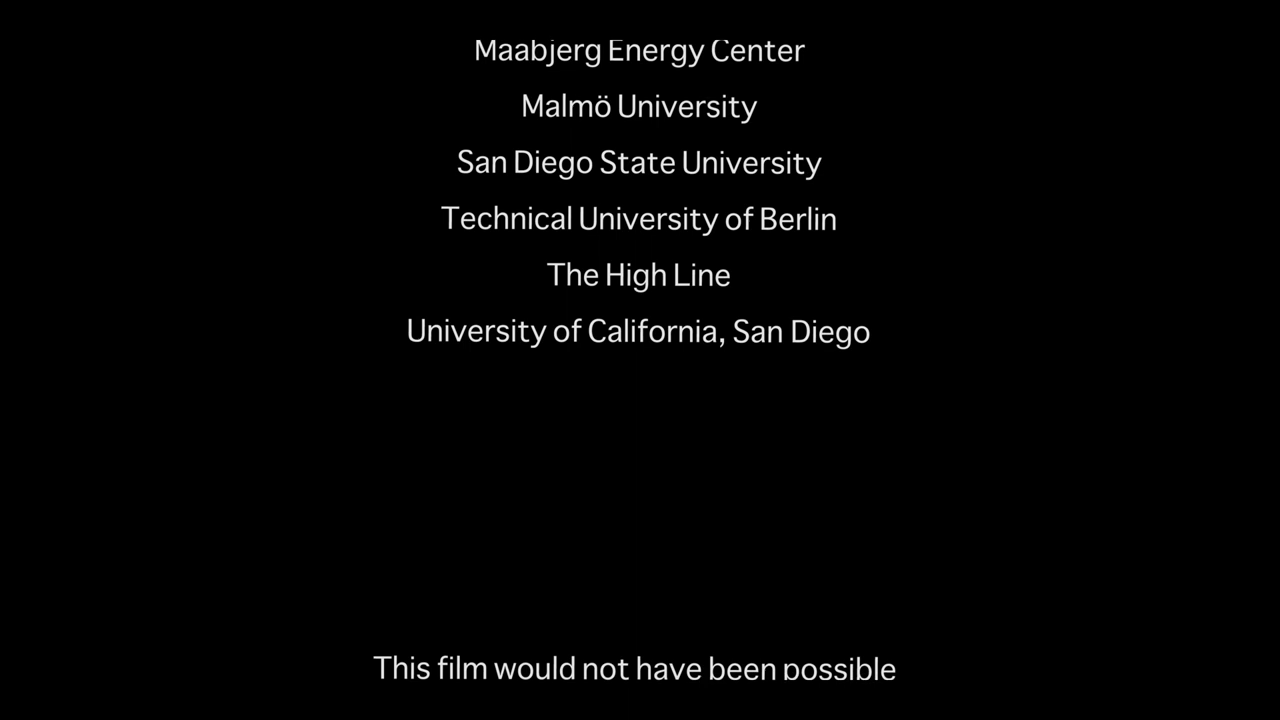 Maabjerg Energy Center
Malmö University
San Diego State University
Technical University of Berlin
The High Line
University of California, San Diego
This film would not have been possible